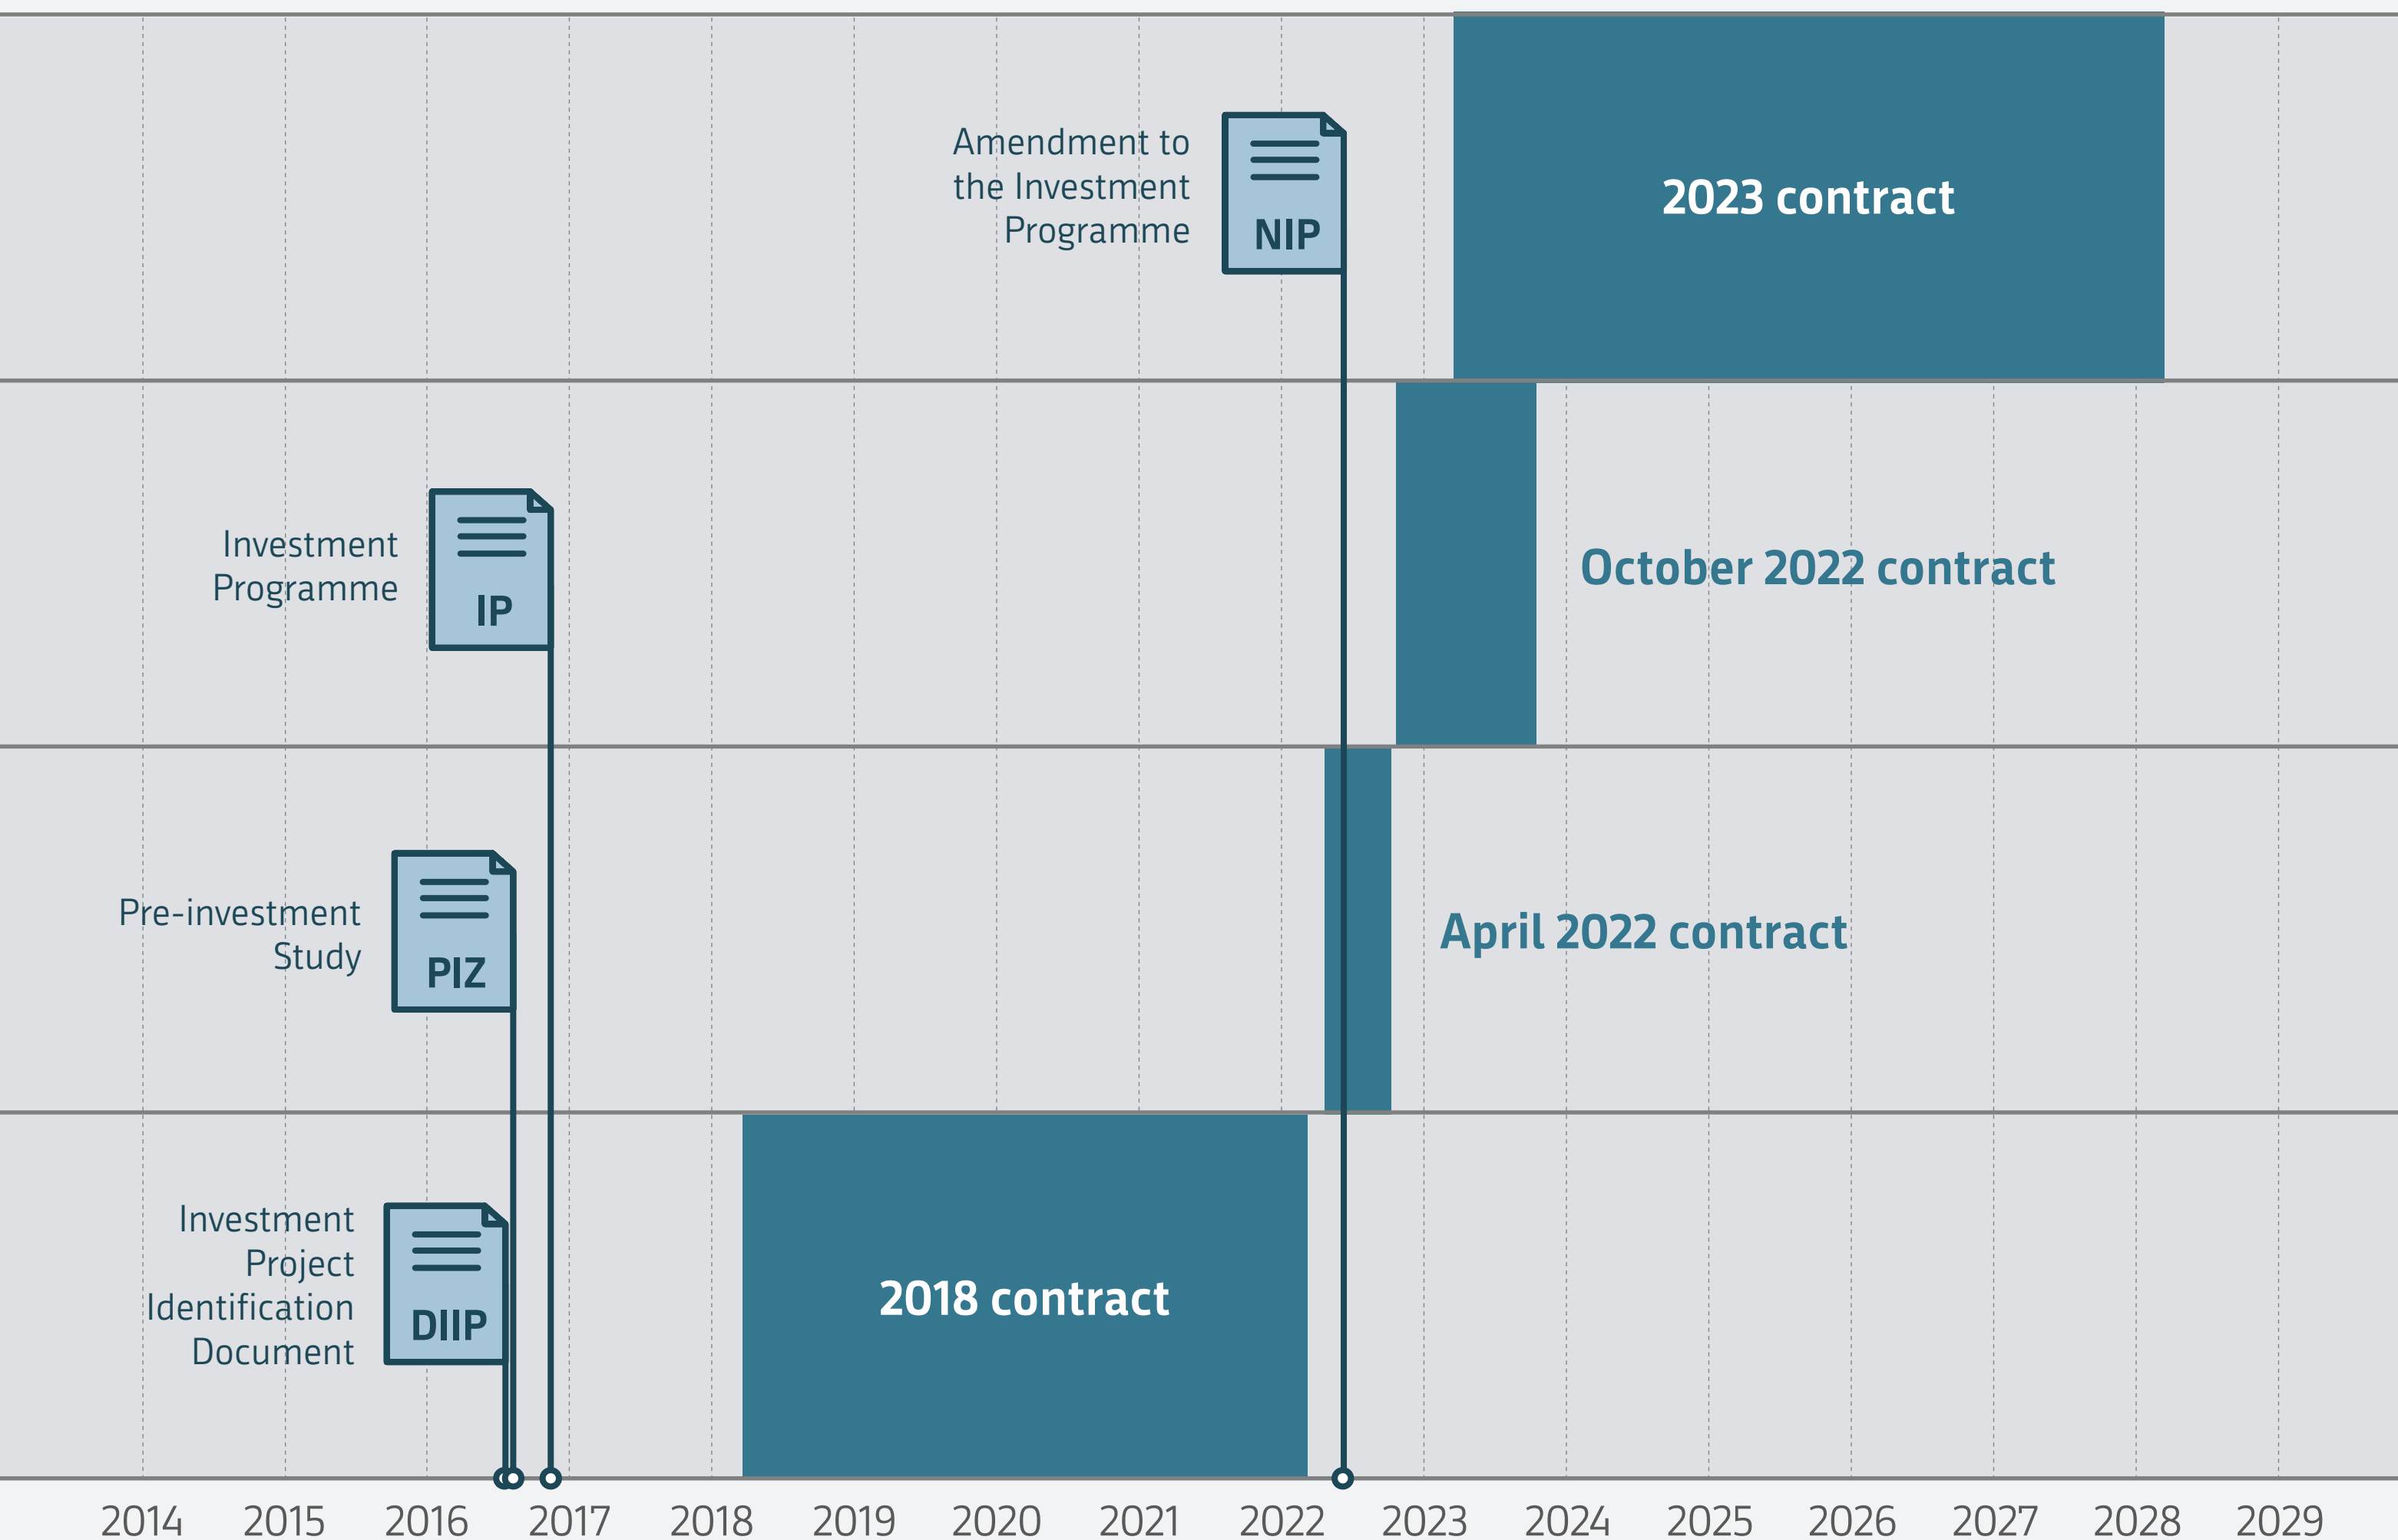 Amendment to
the Investment
Programme
NIP
2023 contract
Investment
Programme
IP
October 2022 contract
Pre-investment
Study
PIZ
April 2022 contract
Investment
Project
Identification
Document
DIIP
2018 contract
2014 2015 2016 2017 2018 2019 2020 2021 2022 2023 2024 2025 2026 2027 2028 2029